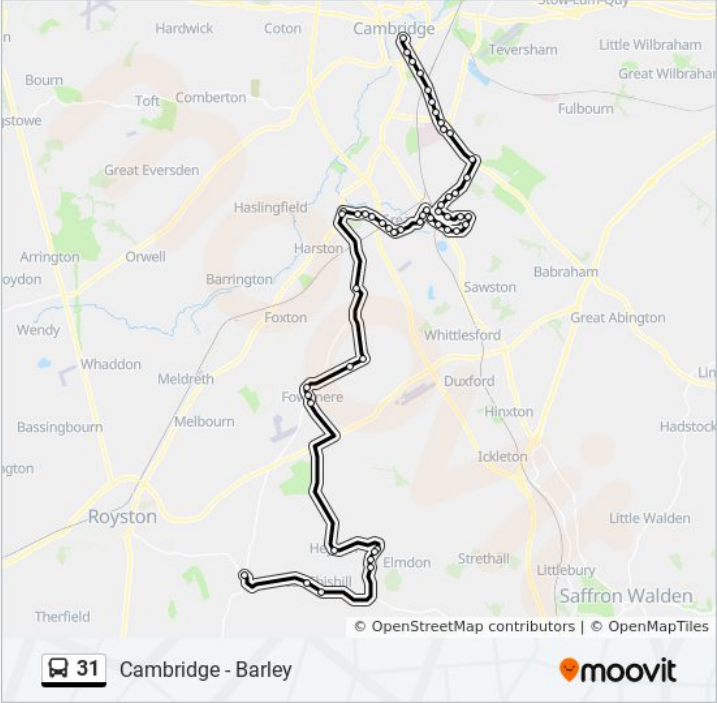 Stow-cum-Quy
Hardwick
Coton
Cambridge
Teversham
Little Wilbraham
Great Wilbraham
Bourn
Toft
Comberton
Fulbourn
Great Eversden
Haslingfield
Harston
Arrington
Orwell
Barrington
Babraham
Sawston
Foxton
Great Abington
Wendy
Whittlesford
Whaddon
Meldreth
Duxford
Hinxton
Bassingbourn
Melbourn
Hadstock
Ickleton
Royston
Little Walden
Elmdon
Strethall
Littlebury
Saffron Walden
Therfield
© OpenStreetMap contributors | © OpenMapTiles
31
Cambridge - Barley
moovit